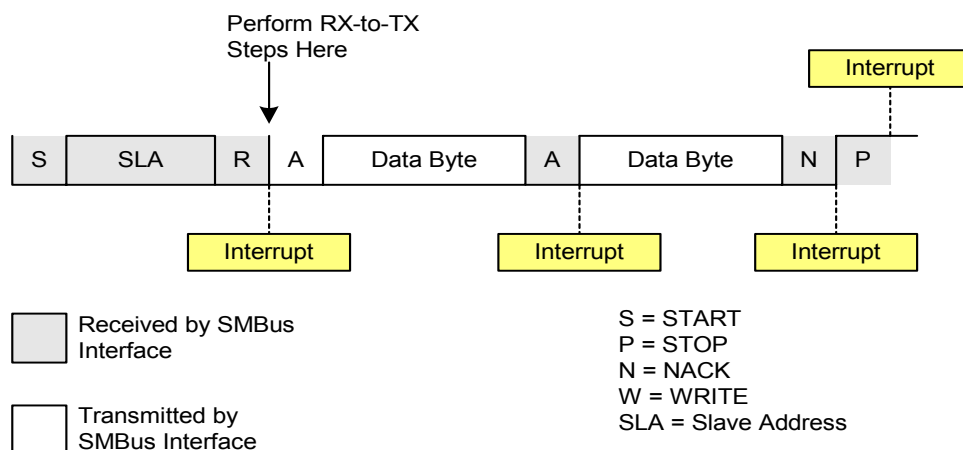 Perform RX-to-TX
Steps Here
Interrupt
S SLA R A Data Byte A Data Byte N P
Interrupt Interrupt Interrupt
Received by SMBus
Interface
Transmitted by
SMBus Interface
S = START
P = STOP
N = NACK
W = WRITE
SLA = Slave Address